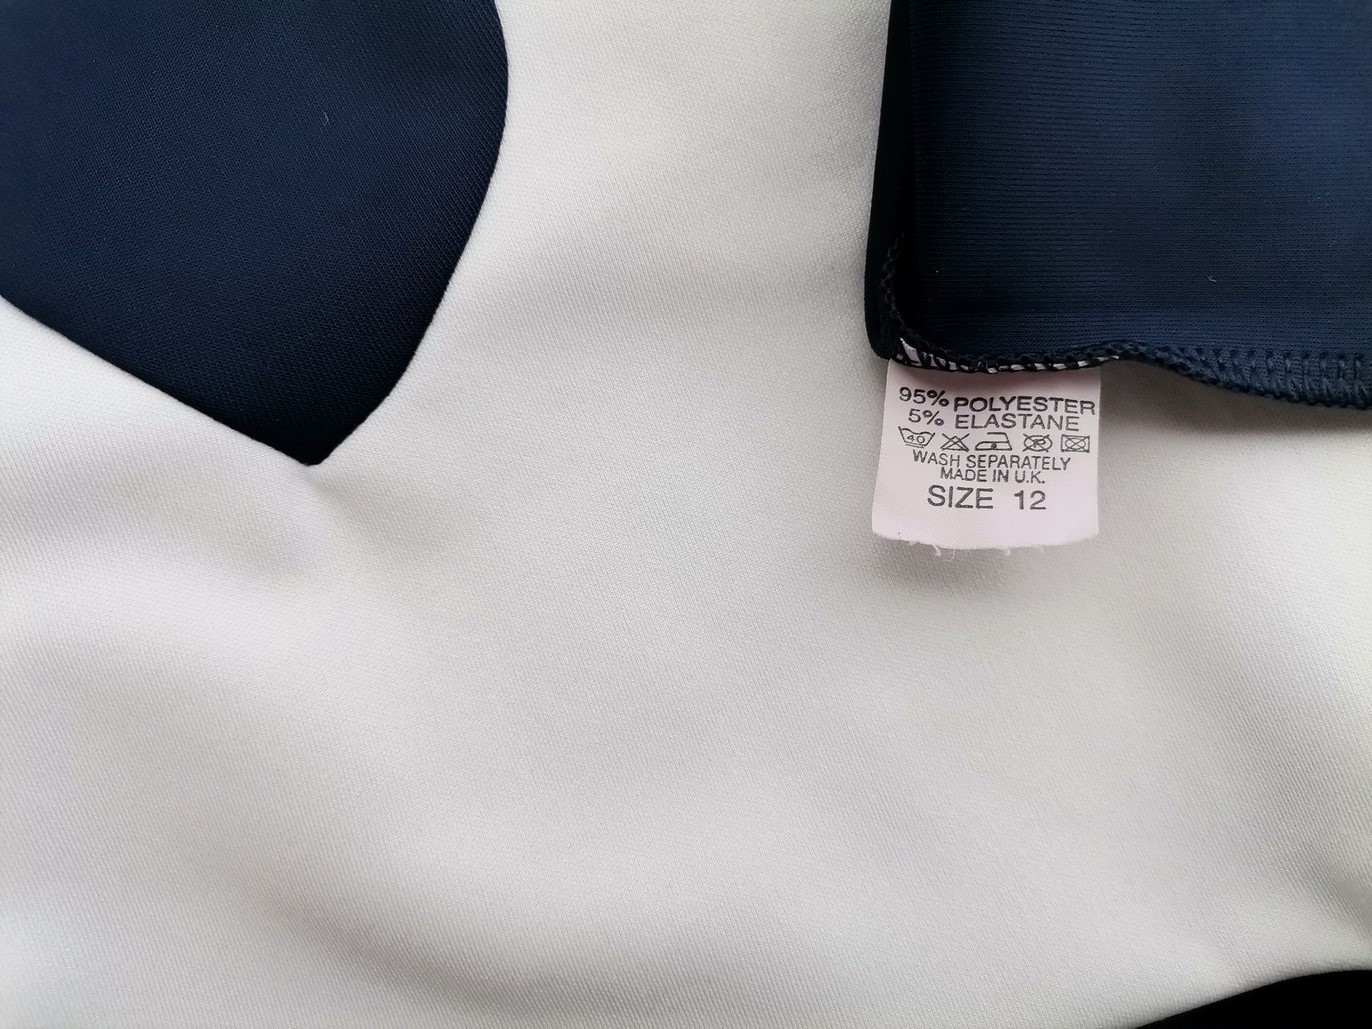 95% POLYESTER
5% ELASTANE
40
WASH SEPARATELY
MADE IN U.K.
SIZE 12